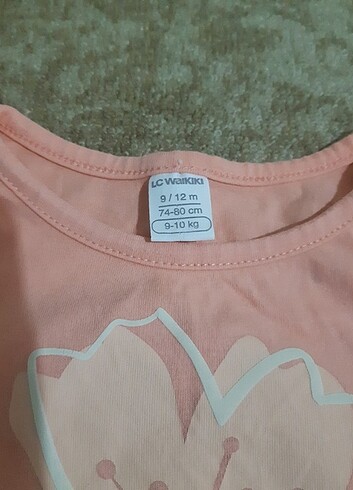 LC WAIKIKI
9 / 12 m
74-80 cm
9-10 kg